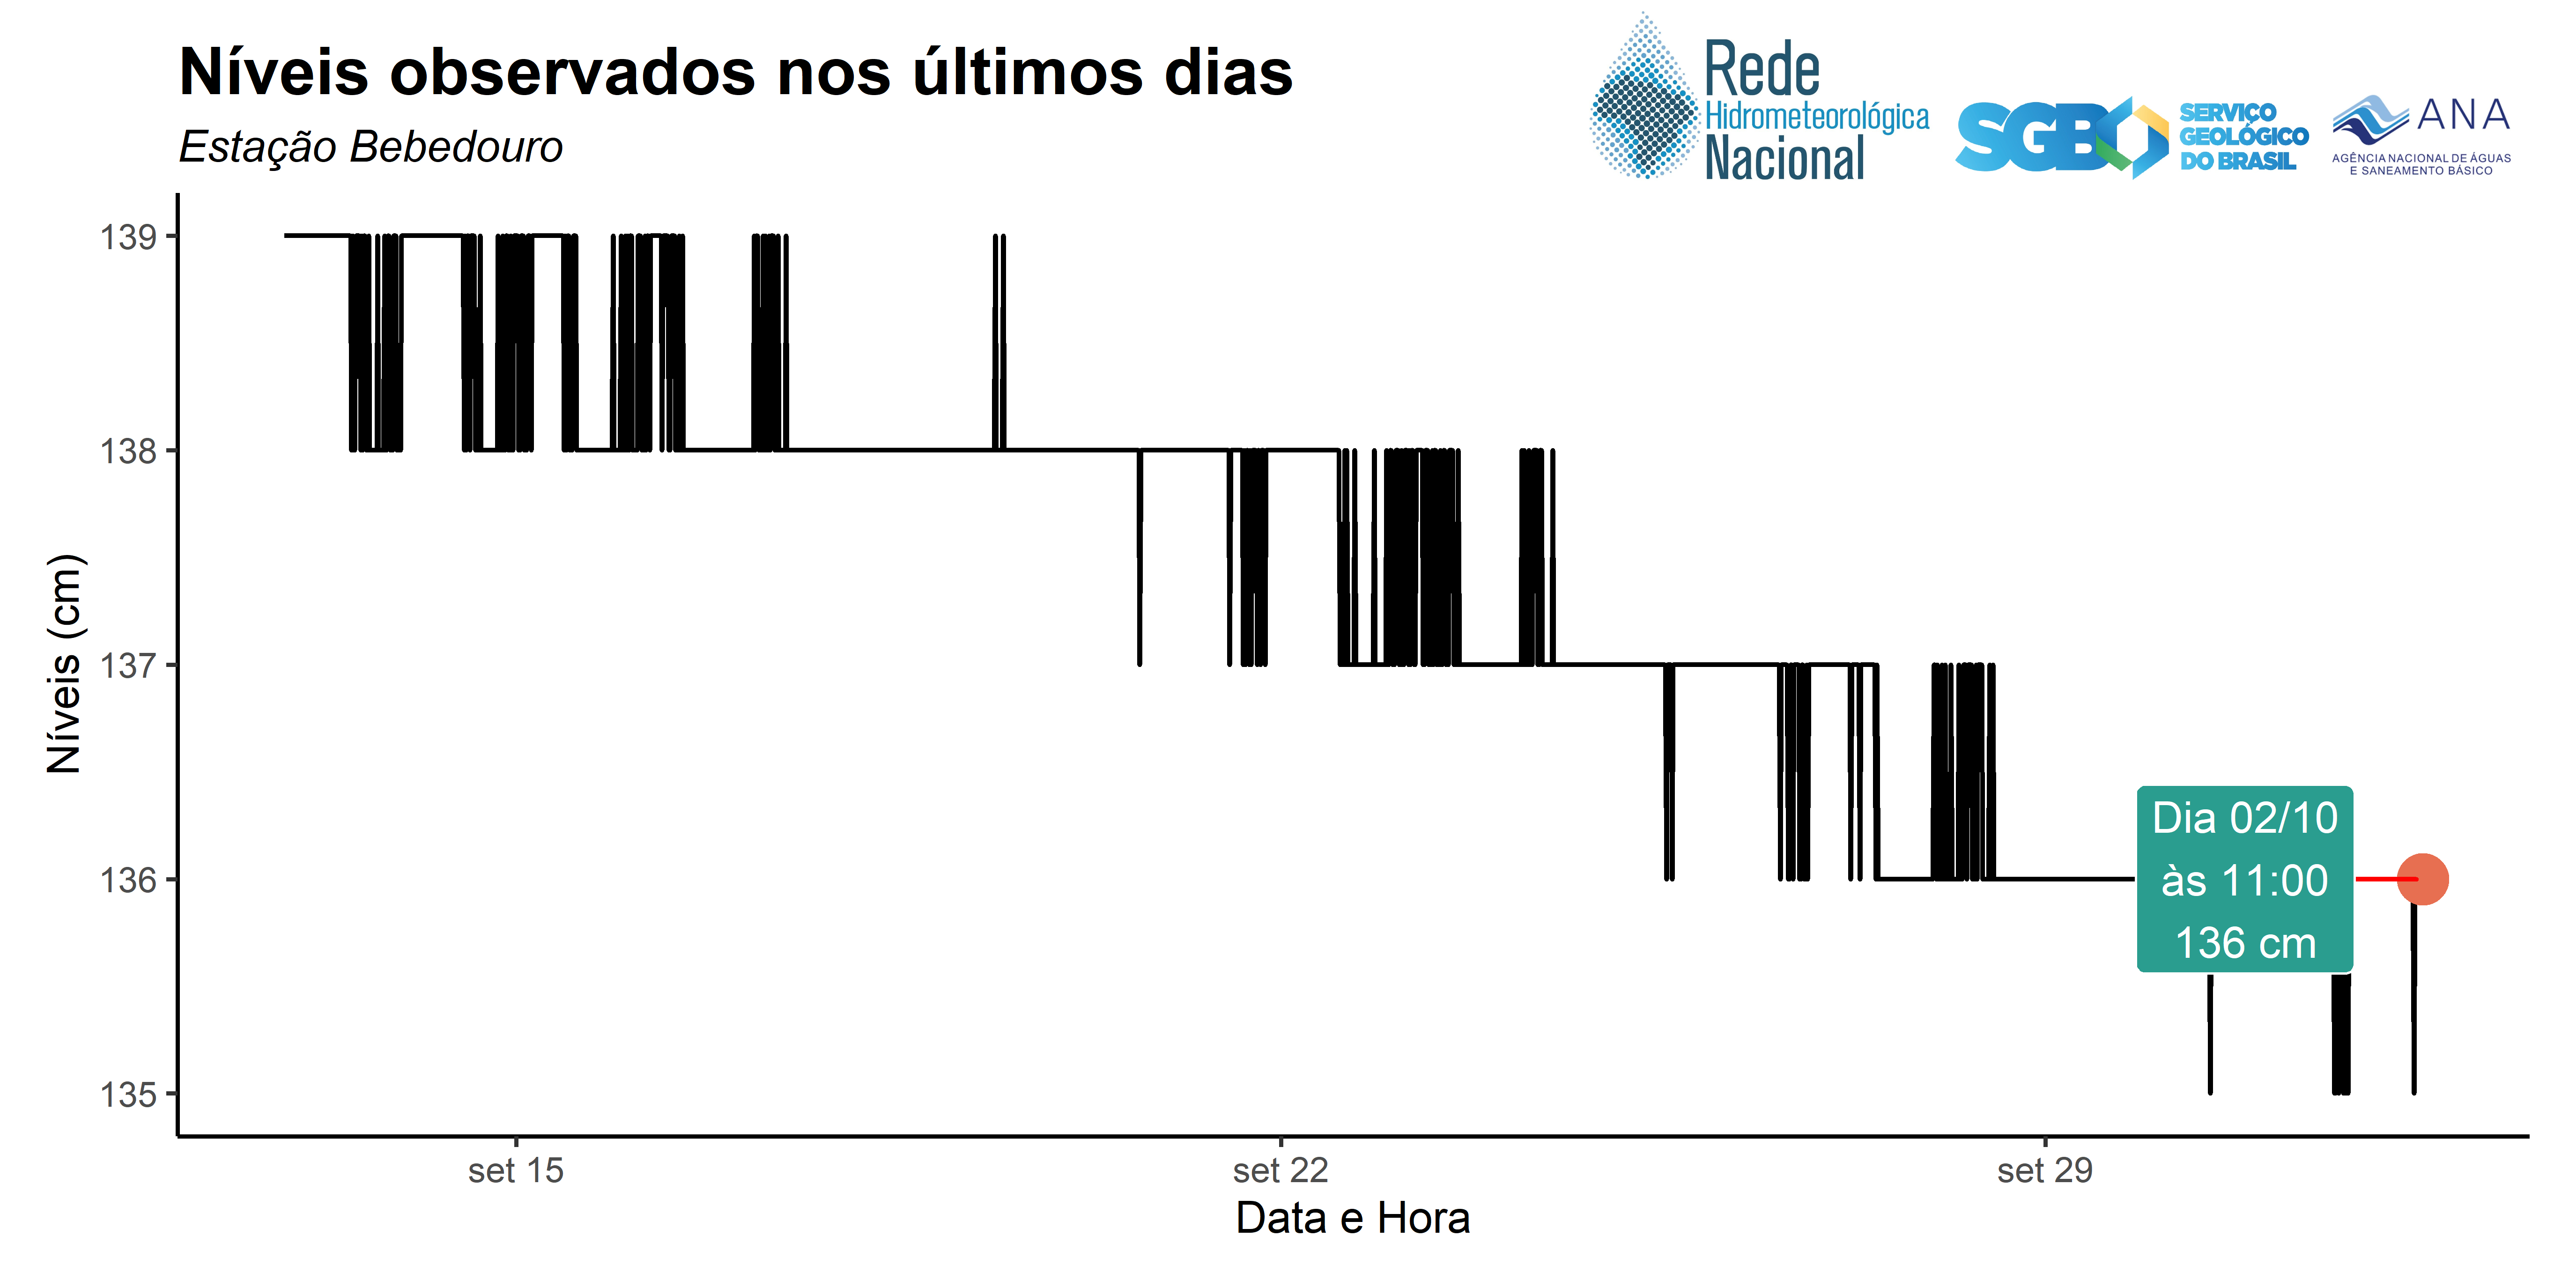 Níveis observados nos últimos dias
Estação Bebedouro
Rede
Hidrometeorológica
Nacional
SGB
SERVIÇO
GEOLÓGICO
DO BRASIL
ANA
AGÊNCIA NACIONAL DE ÁGUAS
E SANEAMENTO BÁSICO
Níveis (cm)
139
138
137
136
135
Dia 02/10
às 11:00
136 cm
set 15
set 22
set 29
Data e Hora